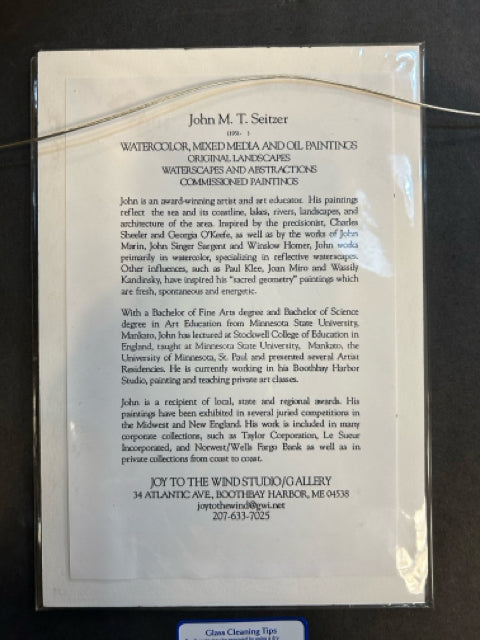 John M. T. Seitzer
WATERCOLOR, MIXED MEDIA AND OIL PAINTINGS
ORIGINAL LANDSCAPES
WATERSCAPES AND ABSTRACTIONS
COMMISSIONED PAINTINGS
John is an award-winning artist and art educator. His paintings
reflect the sea and its coastline, lakes, rivers, landscapes, and
architecture of the area. Inspired by the precisionist, Charles
Sheeler and Georgia O'Keefe, as well as by the works of John
Marin, John Singer Sargent and Winslow Homer, John works
primarily in watercolor, specializing in reflective waterscapes.
Other influences, such as Paul Klee, Joan Miro and Wassily
Kandinsky, have inspired his "sacred geometry" paintings which
are fresh, spontaneous and energetic.
With a Bachelor of Fine Arts degree and Bachelor of Science
degree in Art Education from Minnesota State University,
Mankato, John has lectured at Stockwell College of Education in
England, taught at Minnesota State University, Mankato, the
University of Minnesota, St. Paul and presented several Artist
Residencies. He is currently working in his Boothbay Harbor
Studio, painting and teaching private art classes.
John is a recipient of local, state and regional awards. His
paintings have been exhibited in several juried competitions in
the Midwest and New England. His work is included in many
corporate collections, such as Taylor Corporation, Le Sueur
Incorporated, and Norwest/Wells Fargo Bank as well as in
private collections from coast to coast.
JOY TO THE WIND STUDIO/GALLERY
34 ATLANTIC AVE., BOOTHBAY HARBOR, ME 04538
joytothewind@gwi.net
207-633-7025
Glass Cleaning Tips